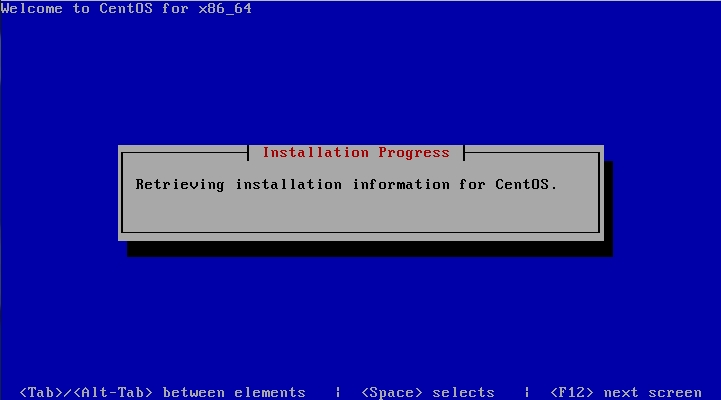 Welcome to CentOS for x86_64
Installation Progress
Retrieving installation information for CentOS.
<Tab>/<Alt-Tab> between elements | <Space> selects | <F12> next screen